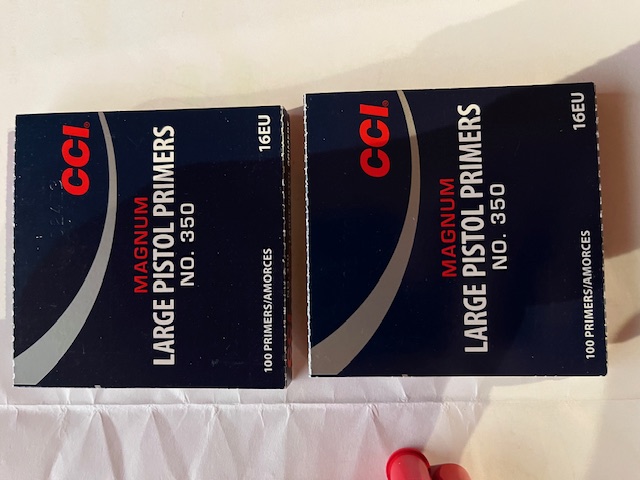 CCI
MAGNUM
LARGE PISTOL PRIMERS
NO. 350
16EU
100 PRIMERS/AMORCES
CCI
MAGNUM
LARGE PISTOL PRIMERS
NO. 350
16EU
100 PRIMERS/AMORCES